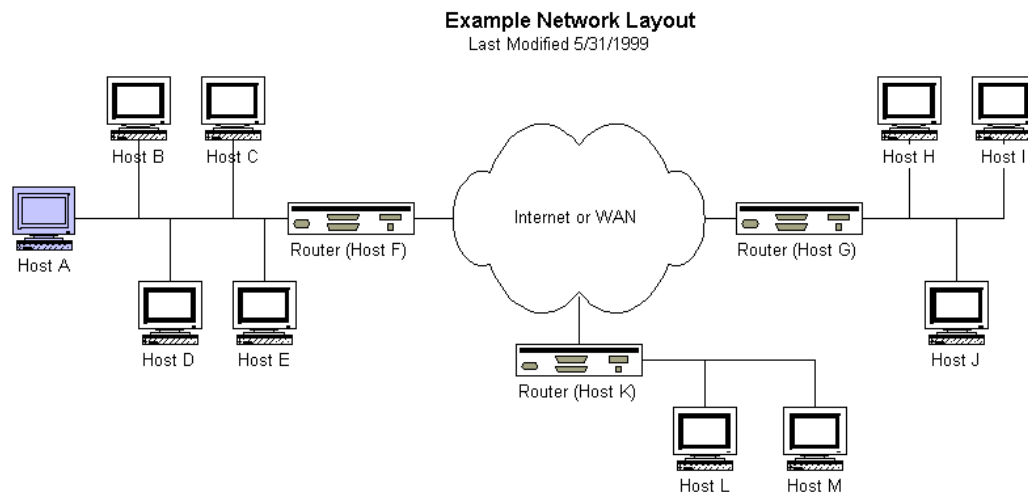 Example Network Layout
Last Modified 5/31/1999
Host B
Host C
Host H
Host I
Internet or WAN
Host A
Router (Host F)
Router (Host G)
Host D
Host E
Host J
Router (Host K)
Host L
Host M